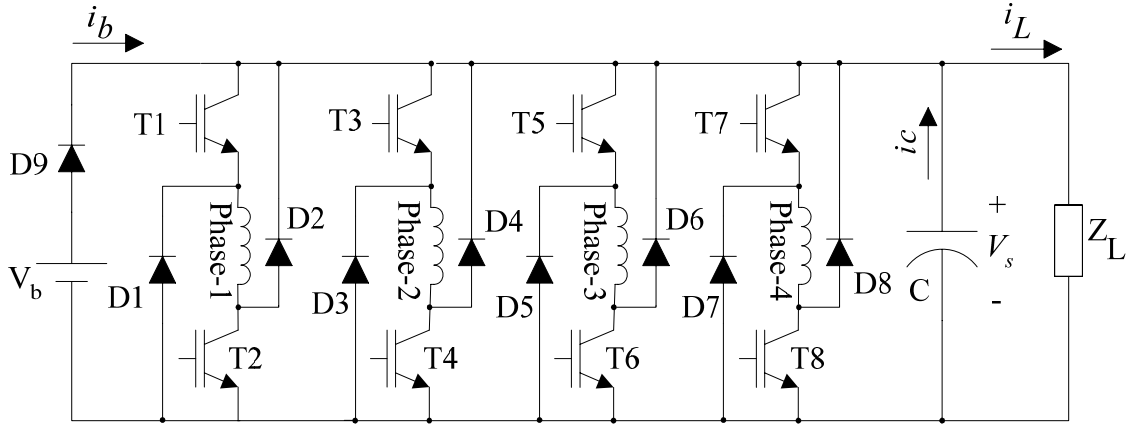 i_b
i_L
T1
T3
T5
T7
D9
ic
Phase-1
D2
Phase-2
D4
Phase-3
D6
Phase-4
+
V_s
-
Z_L
V_b
D1
D3
D5
D7
D8
C
T2
T4
T6
T8